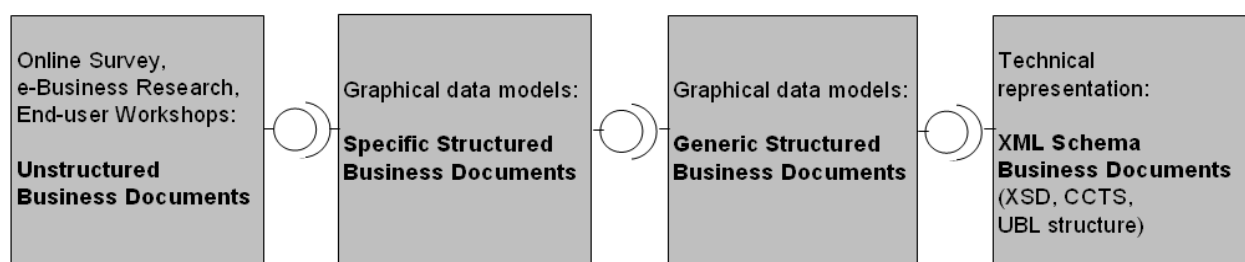 Online Survey,
e-Business Research,
End-user Workshops:
Unstructured
Business Documents
Graphical data models:
Specific Structured
Business Documents
Graphical data models:
Generic Structured
Business Documents
Technical
representation:
XML Schema
Business Documents
(XSD, CCTS,
UBL structure)